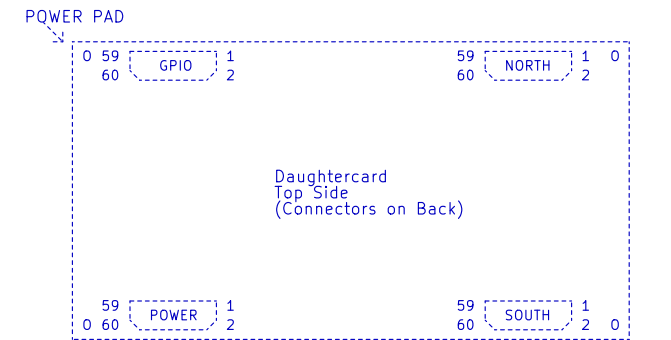 POWER PAD
O 59 GPIO 1 59 NORTH 1 O
60 2 60 2
Daughtercard
Top Side
(Connectors on Back)
59 POWER 1 59 SOUTH 1
O 60 2 60 2 O